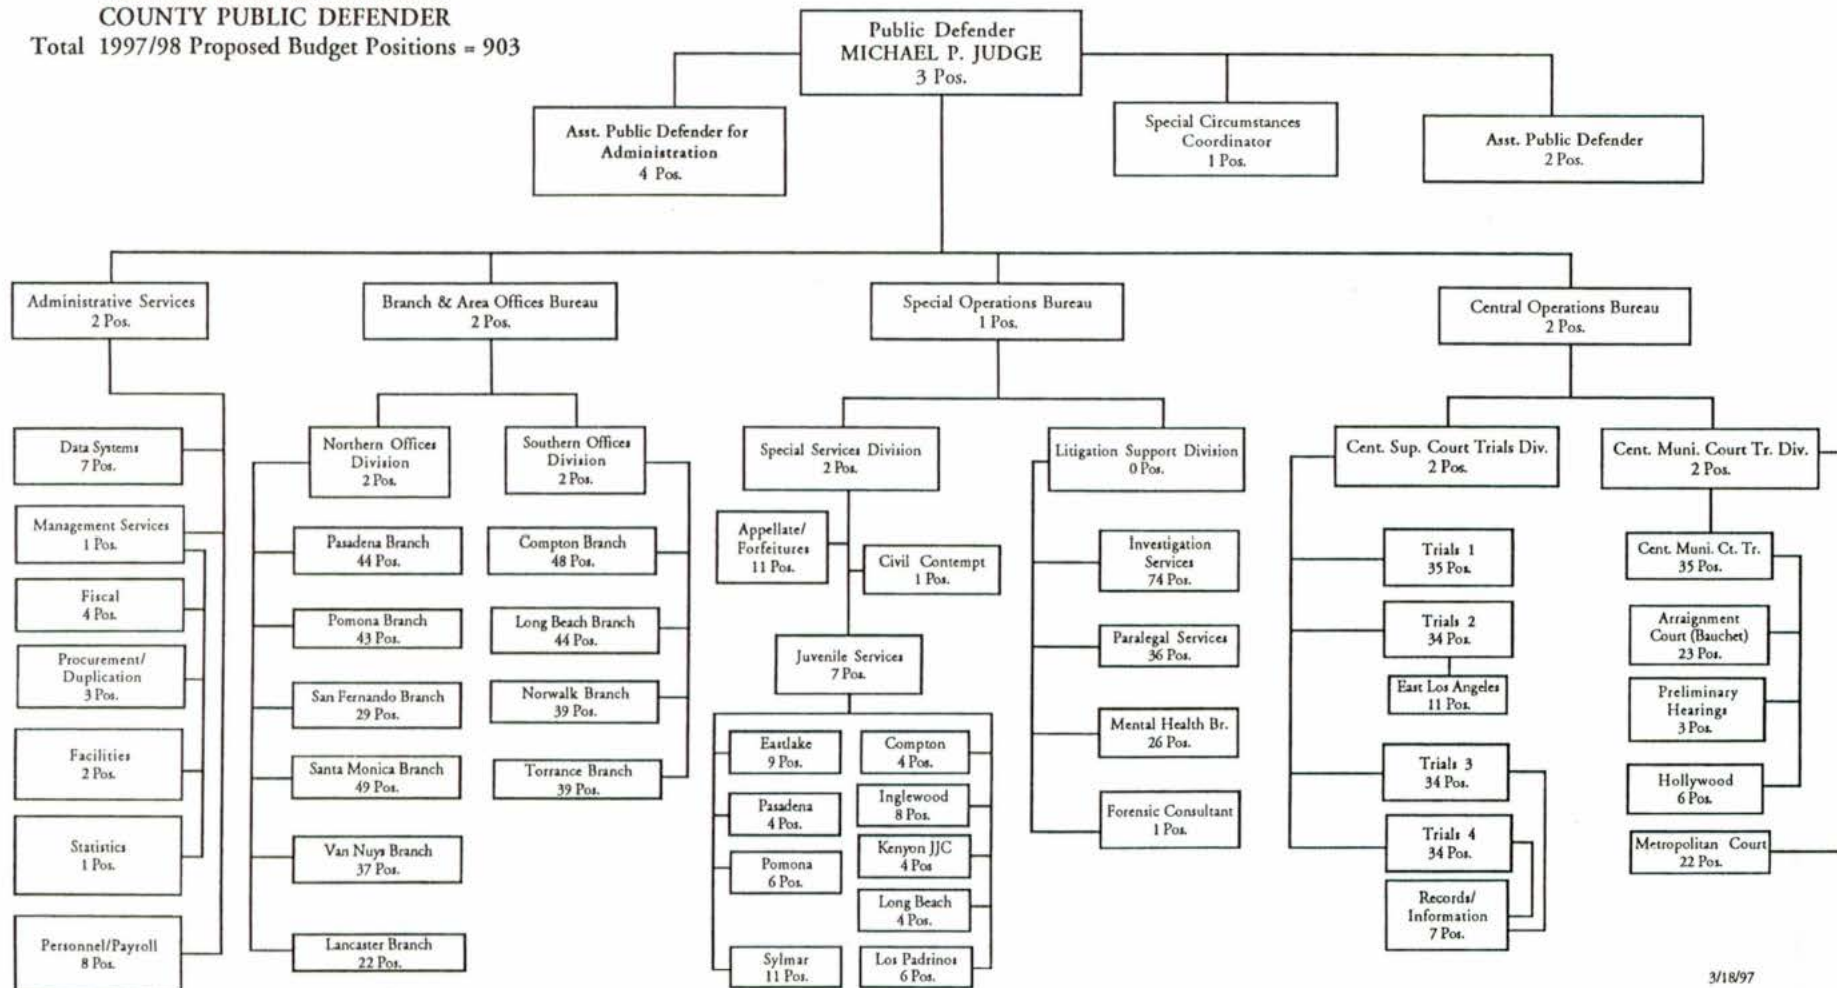 COUNTY PUBLIC DEFENDER
Total 1997/98 Proposed Budget Positions = 903
Public Defender
MICHAEL P. JUDGE
3 Pos.
Asst. Public Defender for
Administration
4 Pos.
Special Circumstances
Coordinator
1 Pos.
Asst. Public Defender
2 Pos.
Administrative Services
2 Pos.
Branch & Area Offices Bureau
2 Pos.
Special Operations Bureau
1 Pos.
Central Operations Bureau
2 Pos.
Data Systems
7 Pos.
Management Services
1 Pos.
Fiscal
4 Pos.
Procurement/
Duplication
3 Pos.
Facilities
2 Pos.
Statistics
1 Pos.
Personnel/Payroll
8 Pos.
Northern Offices
Division
2 Pos.
Pasadena Branch
44 Pos.
Pomona Branch
43 Pos.
San Fernando Branch
29 Pos.
Santa Monica Branch
49 Pos.
Van Nuys Branch
37 Pos.
Lancaster Branch
22 Pos.
Southern Offices
Division
2 Pos.
Compton Branch
48 Pos.
Long Beach Branch
44 Pos.
Norwalk Branch
39 Pos.
Torrance Branch
39 Pos.
Special Services Division
2 Pos.
Appellate/
Forfeitures
11 Pos.
Civil Contempt
1 Pos.
Juvenile Services
7 Pos.
Eastlake
9 Pos.
Pasadena
4 Pos.
Pomona
6 Pos.
Sylmar
11 Pos.
Compton
4 Pos.
Inglewood
8 Pos.
Kenyon JJC
4 Pos
Long Beach
4 Pos.
Los Padrinos
6 Pos.
Litigation Support Division
0 Pos.
Investigation
Services
74 Pos.
Paralegal Services
36 Pos.
Mental Health Br.
26 Pos.
Forensic Consultant
1 Pos.
Cent. Sup. Court Trials Div.
2 Pos.
Trials 1
35 Pos.
Trials 2
34 Pos.
East Los Angeles
11 Pos.
Trials 3
34 Pos.
Trials 4
34 Pos.
Records/
Information
7 Pos.
Cent. Muni. Court Tr. Div.
2 Pos.
Cent. Muni. Ct. Tr.
35 Pos.
Arraignment
Court (Bauchet)
23 Pos.
Preliminary
Hearings
3 Pos.
Hollywood
6 Pos.
Metropolitan Court
22 Pos.
3/18/97